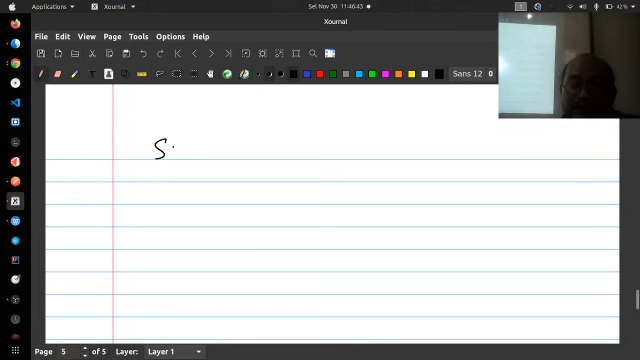 Applications
Xournal
Sel Nov 30 11:46:43
1
42 %
Xournal
File Edit View Page Tools Options Help
Sans 12
S
Page 5 of 5 Layer: Layer 1